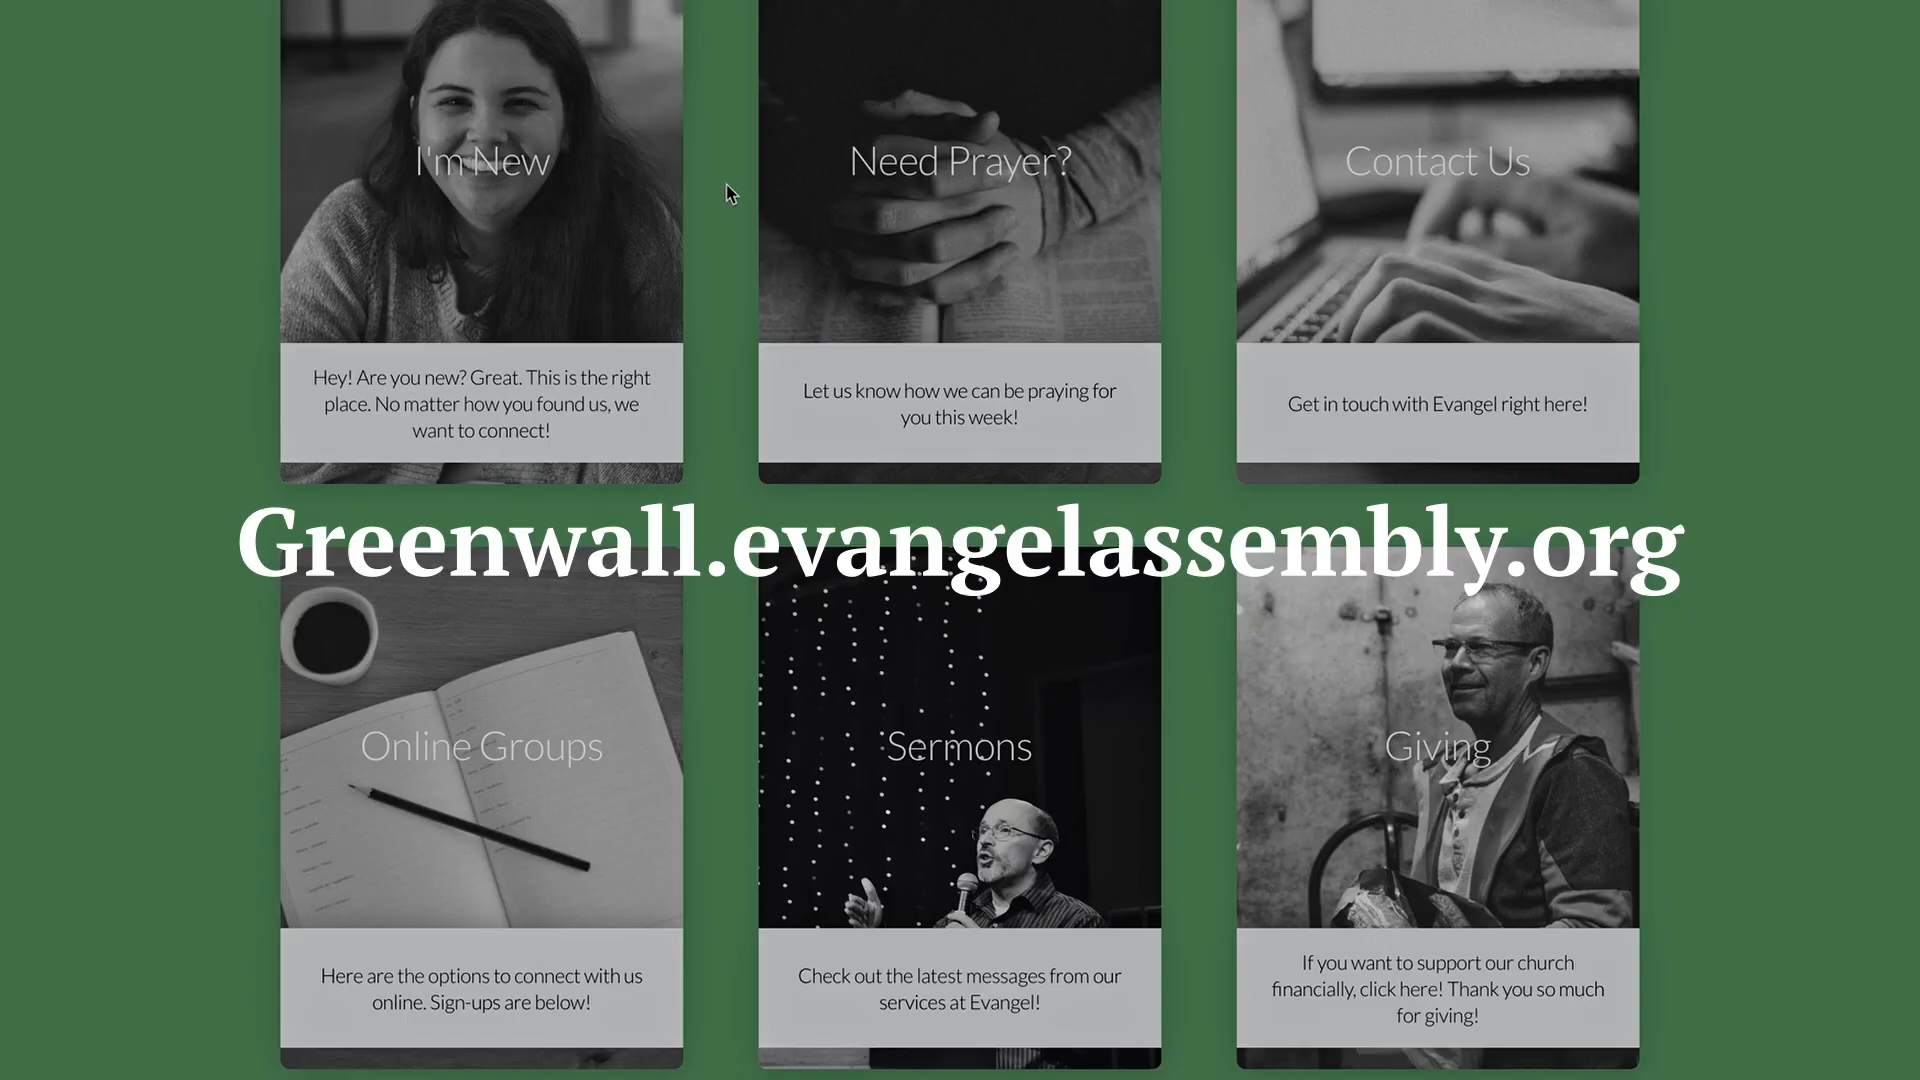 I'm New
Need Prayer?
Contact Us
Hey! Are you new? Great. This is the right
place. No matter how you found us, we
want to connect!
Let us know how we can be praying for
you this week!
Get in touch with Evangel right here!
Greenwall.evangelassembly.org
Online Groups
Sermons
Giving
Here are the options to connect with us
online. Sign-ups are below!
Check out the latest messages from our
services at Evangel!
If you want to support our church
financially, click here! Thank you so much
for giving!